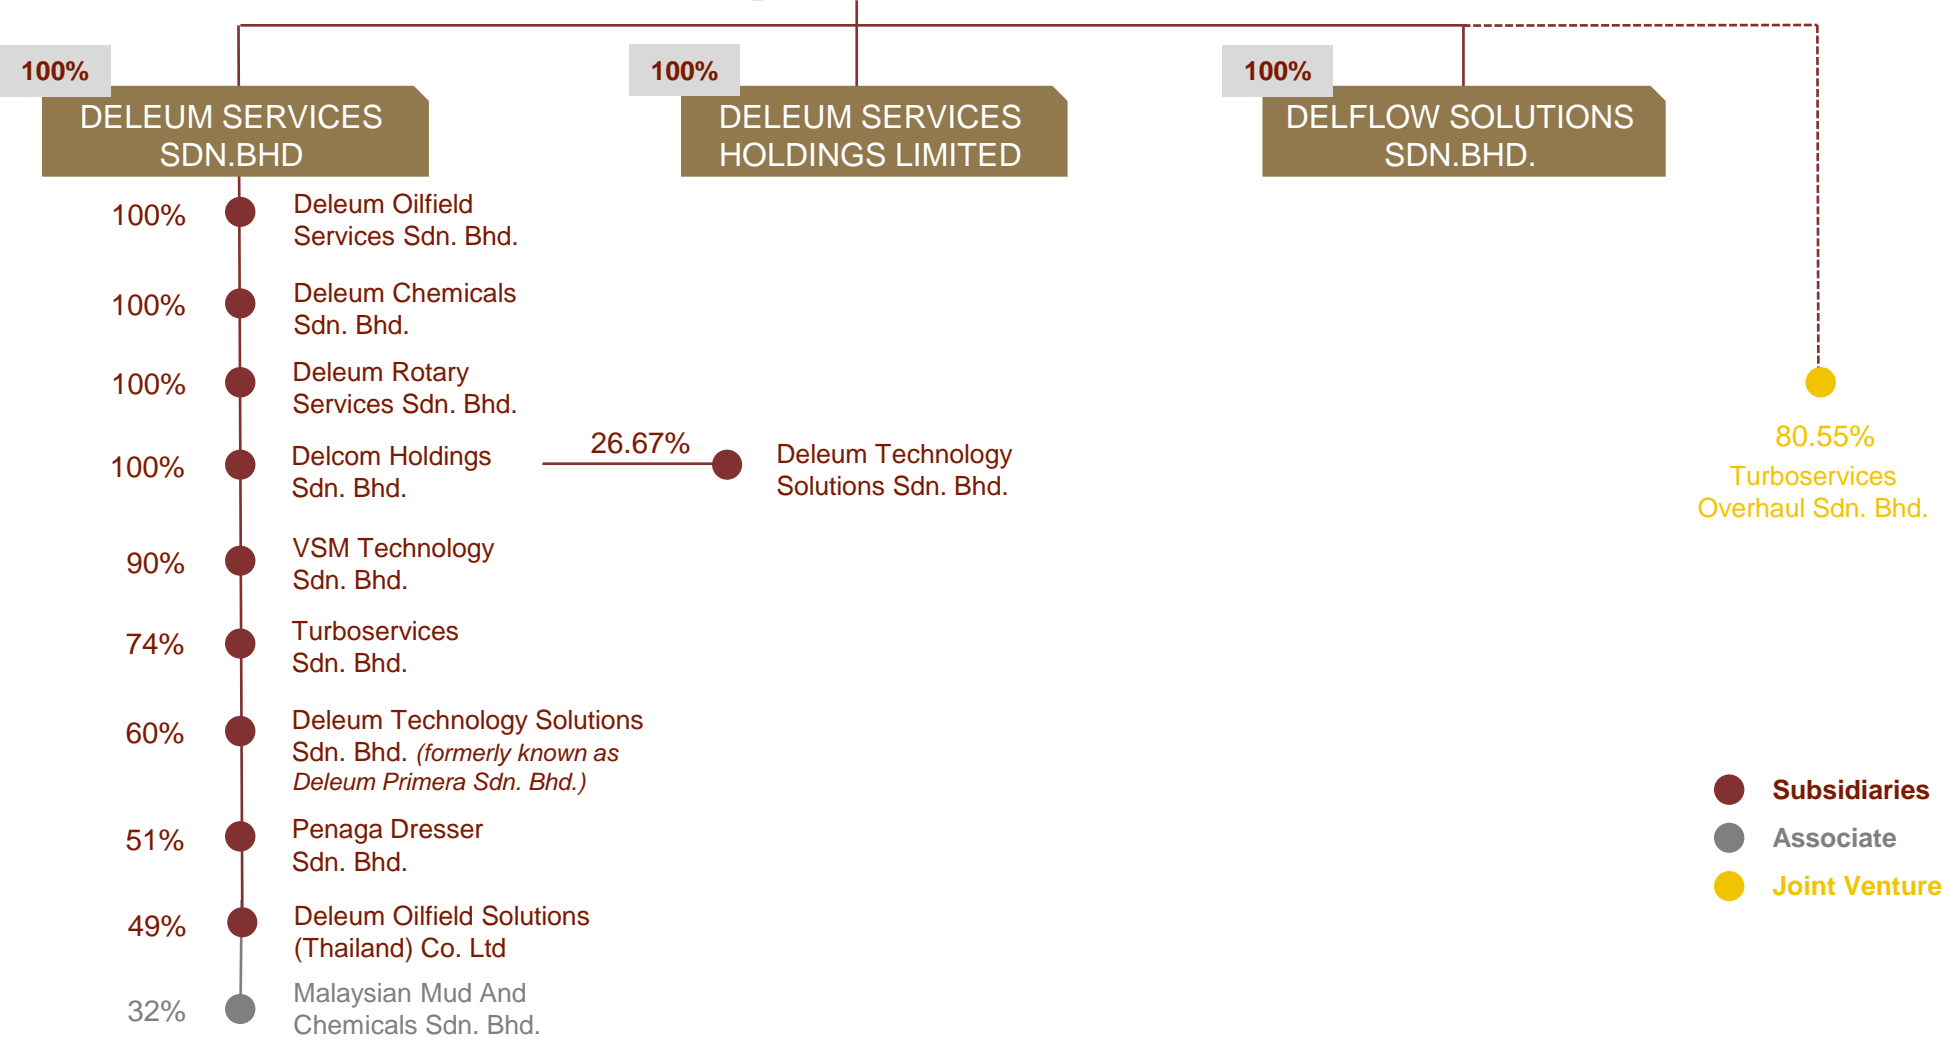 100%
DELEUM SERVICES
SDN.BHD
100%
DELEUM SERVICES
HOLDINGS LIMITED
100%
DELFLOW SOLUTIONS
SDN.BHD.
100%
Deleum Oilfield
Services Sdn. Bhd.
100%
Deleum Chemicals
Sdn. Bhd.
100%
Deleum Rotary
Services Sdn. Bhd.
100%
Delcom Holdings
Sdn. Bhd.
26.67%
Deleum Technology
Solutions Sdn. Bhd.
90%
VSM Technology
Sdn. Bhd.
74%
Turboservices
Sdn. Bhd.
60%
Deleum Technology Solutions
Sdn. Bhd. (formerly known as
Deleum Primera Sdn. Bhd.)
51%
Penaga Dresser
Sdn. Bhd.
49%
Deleum Oilfield Solutions
(Thailand) Co. Ltd
32%
Malaysian Mud And
Chemicals Sdn. Bhd.
80.55%
Turboservices
Overhaul Sdn. Bhd.
Subsidiaries
Associate
Joint Venture